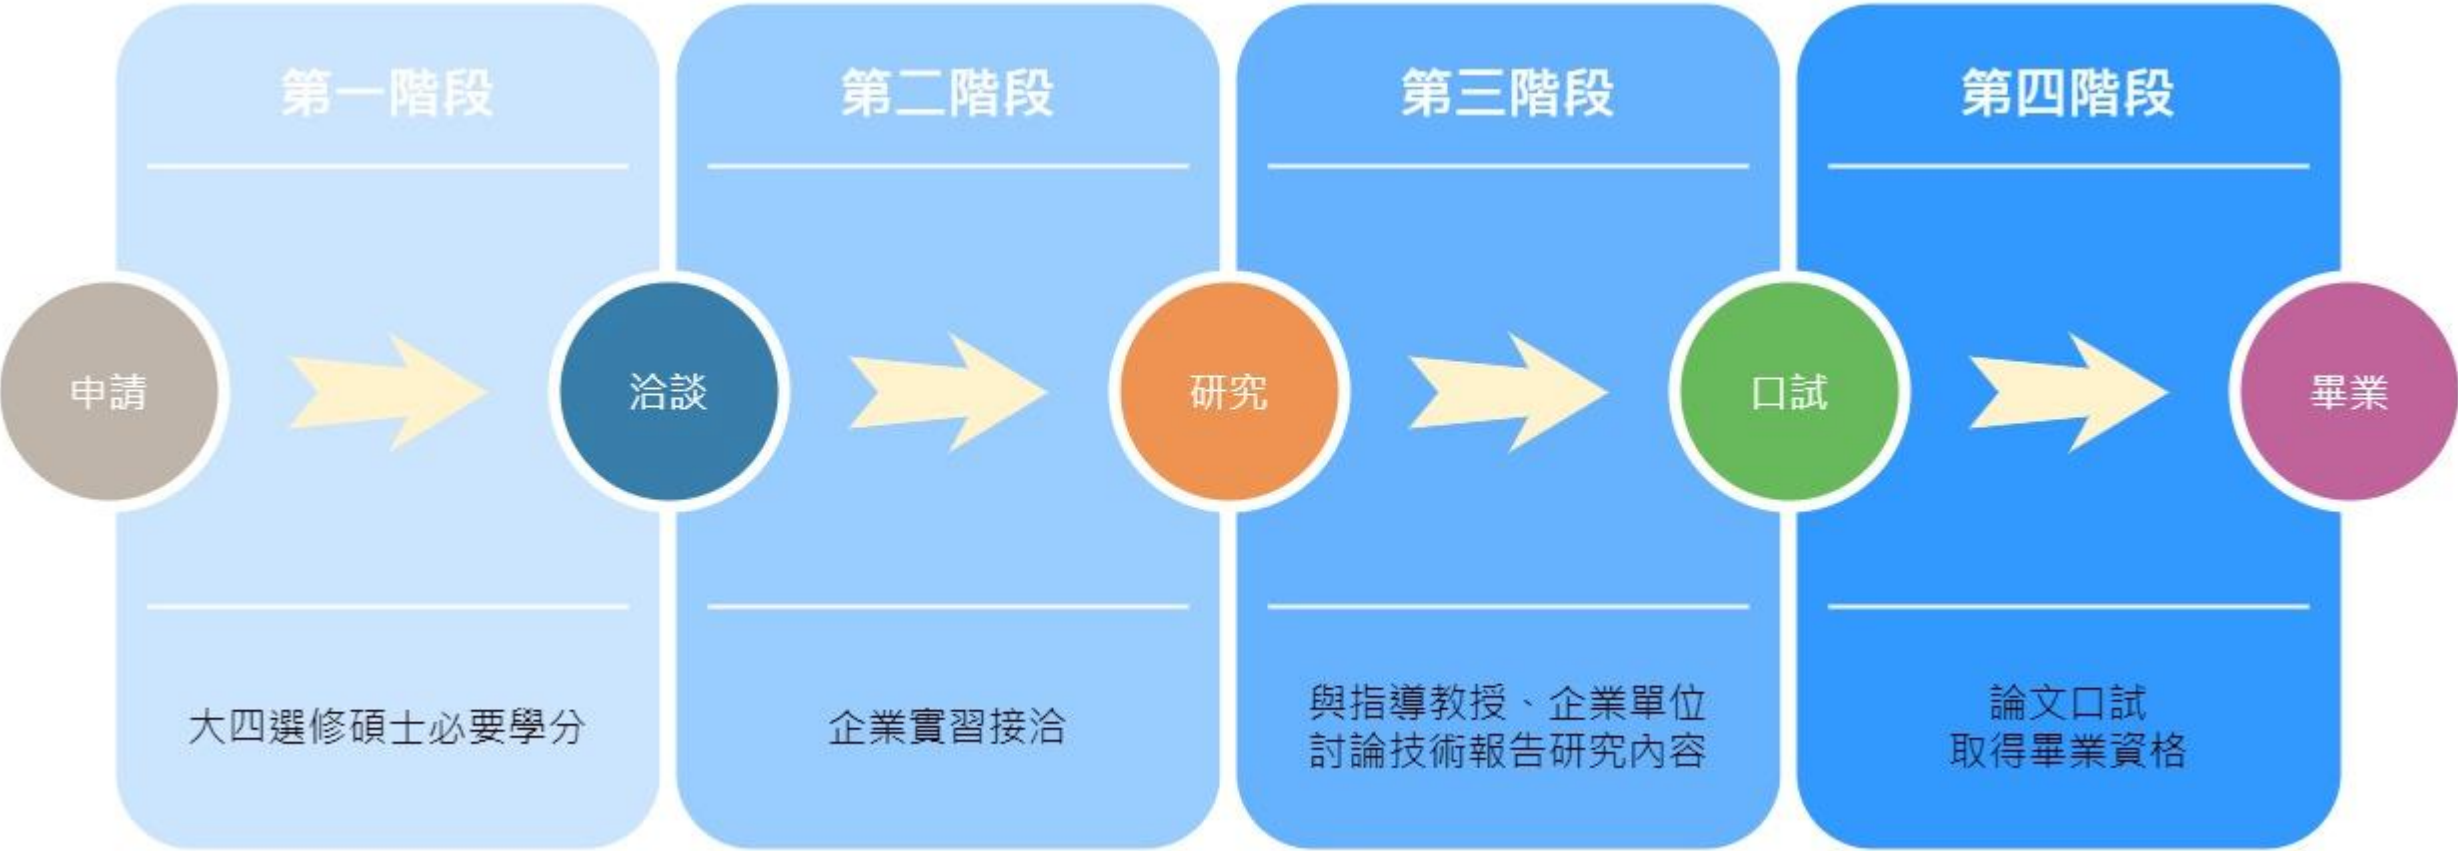 第一階段
第二階段
第三階段
第四階段
申請
洽談
研究
口試
畢業
大四選修碩士必要學分
企業實習接洽
與指導教授、企業單位
討論技術報告研究內容
論文口試
取得畢業資格